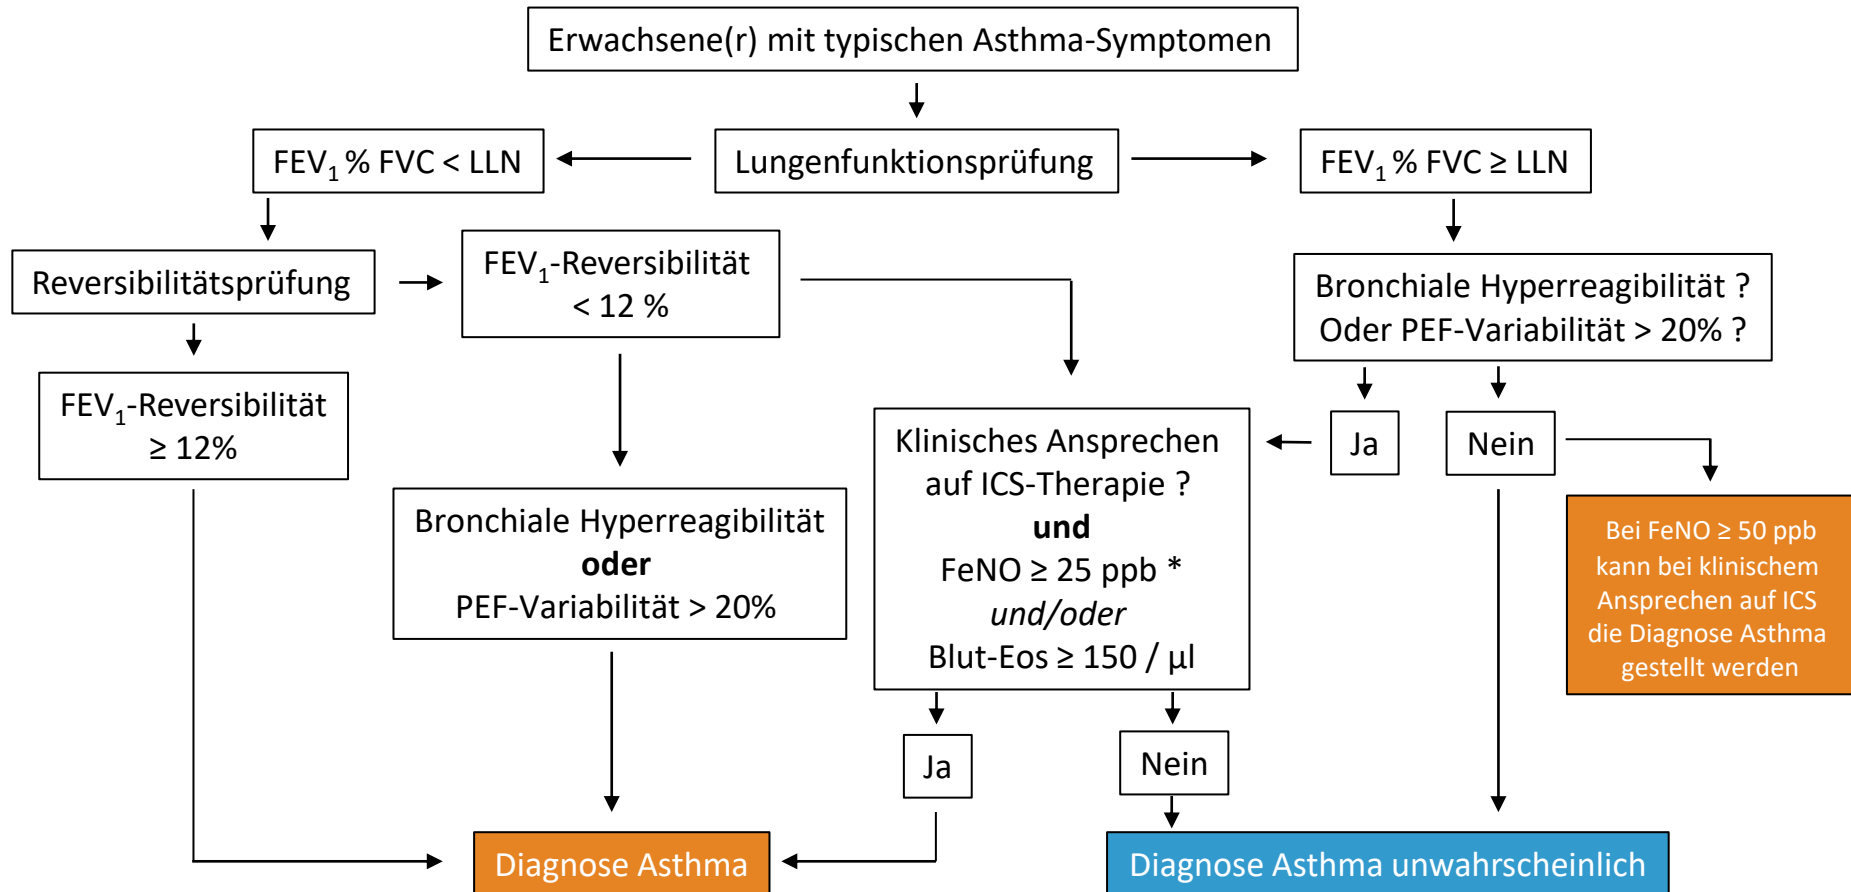 Erwachsene(r) mit typischen Asthma-Symptomen
FEV₁ % FVC < LLN
Lungenfunktionsprüfung
FEV₁ % FVC ≥ LLN
Reversibilitätsprüfung
FEV₁-Reversibilität
< 12 %
Bronchiale Hyperreagibilität ?
Oder PEF-Variabilität > 20% ?
FEV₁-Reversibilität
≥ 12%
Klinisches Ansprechen
auf ICS-Therapie ?
und
FeNO ≥ 25 ppb *
und/oder
Blut-Eos ≥ 150 / µl
Ja
Nein
Bronchiale Hyperreagibilität
oder
PEF-Variabilität > 20%
Bei FeNO ≥ 50 ppb
kann bei klinischem
Ansprechen auf ICS
die Diagnose Asthma
gestellt werden
Ja
Nein
Diagnose Asthma
Diagnose Asthma unwahrscheinlich